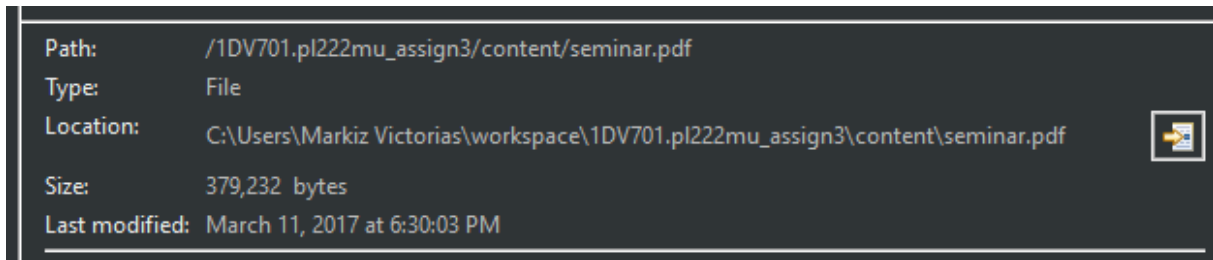 Path: /1DV701.pl222mu_assign3/content/seminar.pdf
Type: File
Location: C:\Users\Markiz Victorias\workspace\1DV701.pl222mu_assign3\content\seminar.pdf
Size: 379,232 bytes
Last modified: March 11, 2017 at 6:30:03 PM